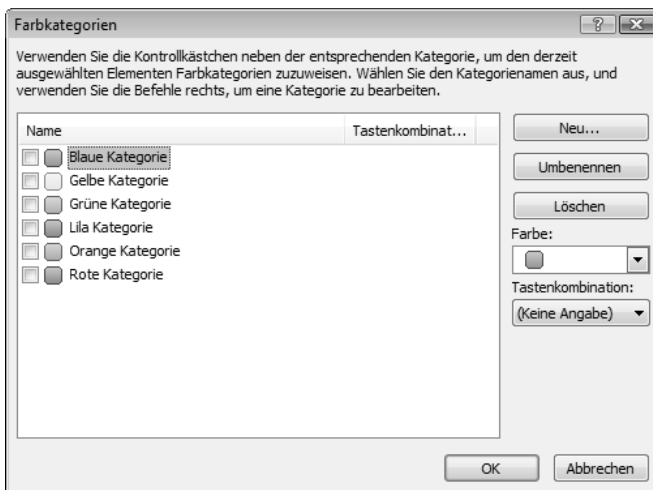 Farbkategorien
Verwenden Sie die Kontrollkästchen neben der entsprechenden Kategorie, um den derzeit
ausgewählten Elementen Farbkategorien zuzuweisen. Wählen Sie den Kategorienamen aus, und
verwenden Sie die Befehle rechts, um eine Kategorie zu bearbeiten.
Name Tastenkombinat...
Blaue Kategorie
Gelbe Kategorie
Grüne Kategorie
Lila Kategorie
Orange Kategorie
Rote Kategorie
Neu...
Umbenennen
Löschen
Farbe:
Tastenkombination:
(Keine Angabe)
OK Abbrechen